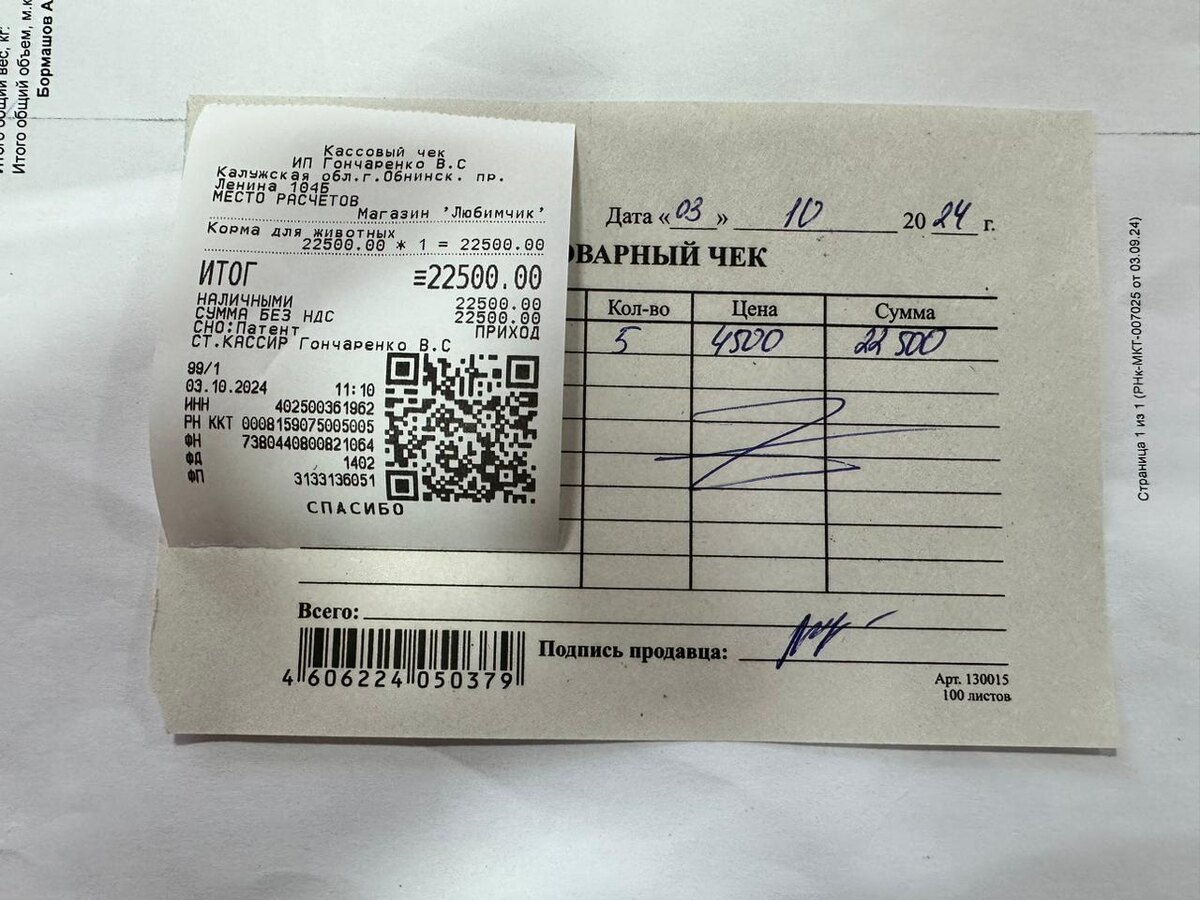 Итого общий вес, кг:
Итого общий объем, м.к
Бормашов А
Кассовый чек
ИП Гончаренко В.С
Калужская обл.г.Обнинск. пр.
Ленина 104Б
МЕСТО РАСЧЕТОВ
Магазин 'Любимчик'
Корма для животных
22500.00 * 1 = 22500.00
ИТОГ ≡22500.00
НАЛИЧНЫМИ 22500.00
СУММА БЕЗ НДС 22500.00
СНО:Патент ПРИХОД
СТ.КАССИР Гончаренко В.С
99/1
03.10.2024 11:10
ИНН 402500361962
РН ККТ 0008159075005005
ФН 7380440800821064
ФД 1402
ФП 3133136051
СПАСИБО
Дата «03» 10 2024 г.
ОВАРНЫЙ ЧЕК
Кол-во Цена Сумма
5 4500 22 500
Всего:
Подпись продавца:
4 606224 050379
Арт. 130015
100 листов
Страница 1 из 1 (РНк-МКТ-007025 от 03.09.24)